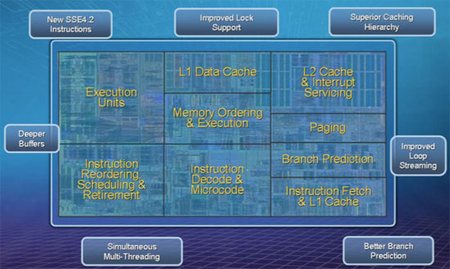 New SSE4.2
Instructions
Improved Lock
Support
Superior Caching
Hierarchy
Execution
Units
L1 Data Cache
L2 Cache
& Interrupt
Servicing
Memory Ordering
& Execution
Paging
Deeper
Buffers
Improved
Loop
Streaming
Branch Prediction
Instruction
Reordering,
Scheduling &
Retirement
Instruction
Decode &
Microcode
Instruction Fetch
& L1 Cache
Simultaneous
Multi-Threading
Better Branch
Prediction